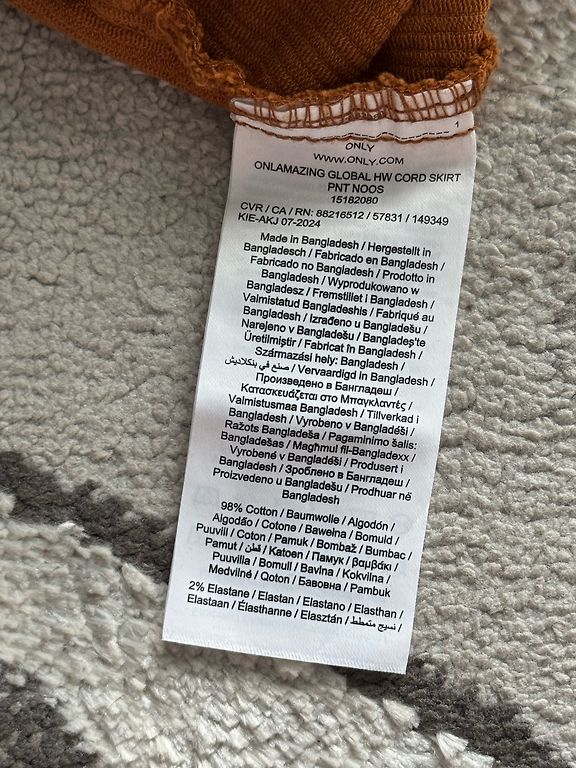 1
ONLY
WWW.ONLY.COM
ONLAMAZING GLOBAL HW CORD SKIRT
PNT NOOS
15182080
CVR / CA / RN: 88216512 / 57831 / 149349
KIE-AKJ 07-2024
Made in Bangladesh / Hergestellt in
Bangladesch / Fabricado en Bangladesh /
Fabricado no Bangladesh / Prodotto in
Bangladesh / Wyprodukowano w
Bangladesz / Fremstillet i Bangladesh /
Valmistatud Bangladeshis / Fabriqué au
Bangladesh / Izrađeno u Bangladešu /
Narejeno v Bangladešu / Bangladeş'te
Üretilmiştir / Fabricat în Bangladesh /
Származási hely: Bangladesh /
صنع في بنكلاديش / Vervaardigd in Bangladesh /
Произведено в Бангладеш /
Κατασκευάζεται στο Μπαγκλαντές /
Valmistusmaa Bangladesh / Tillverkad i
Bangladesh / Vyrobeno v Bangladéši /
Ražots Bangladeša / Pagaminimo šalis:
Bangladešas / Magħmul fil-Bangladexx /
Vyrobené v Bangladéši / Produsert i
Bangladesh / Зроблено в Бангладеш /
Proizvedeno u Bangladešu / Prodhuar në
Bangladesh
98% Cotton / Baumwolle / Algodón /
Algodão / Cotone / Bawełna / Bomuld /
Puuvill / Coton / Pamuk / Bombaž / Bumbac /
Pamut / قطن / Katoen / Памук / βαμβάκι /
Puuvilla / Bomull / Bavlna / Kokvilna /
Medvilnė / Qoton / Бавовна / Pambuk
2% Elastane / Elastan / Elastano / Elasthan /
Elastaan / Élasthanne / Elasztán / نسيج متمطط /